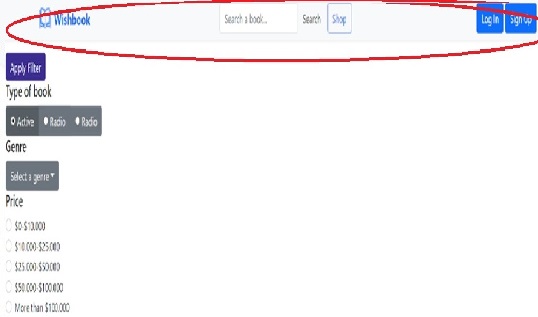 Wishbook Search a book... Search Shop Log In Sign Up
Apply Filter
Type of book
Active Radio Radio
Genre
Select a genre
Price
$0-$10.000
$10.000-$25.000
$25.000-$50.000
$50.000-$100.000
More than $100.000